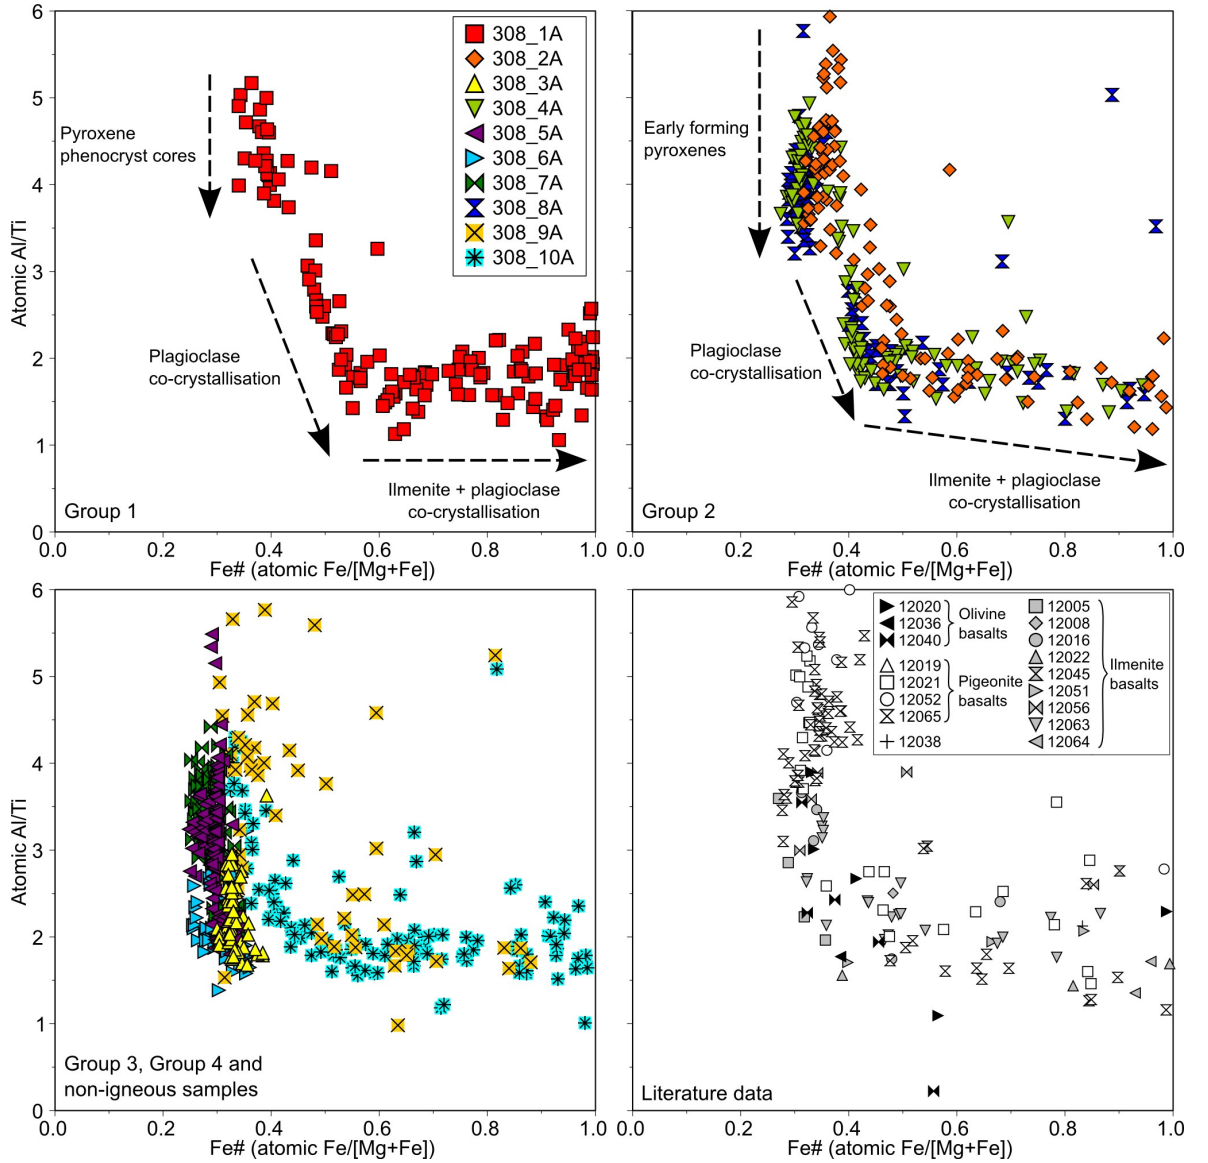 6
5
4
3
2
1
0
Atomic Al/Ti
Pyroxene
phenocryst cores
Plagioclase
co-crystallisation
Ilmenite + plagioclase
co-crystallisation
Group 1
308_1A
308_2A
308_3A
308_4A
308_5A
308_6A
308_7A
308_8A
308_9A
308_10A
0.0 0.2 0.4 0.6 0.8 1.0
Fe# (atomic Fe/[Mg+Fe])
Early forming
pyroxenes
Plagioclase
co-crystallisation
Ilmenite + plagioclase
co-crystallisation
Group 2
0.0 0.2 0.4 0.6 0.8 1.0
Fe# (atomic Fe/[Mg+Fe])
6
5
4
3
2
1
0
Atomic Al/Ti
Group 3, Group 4 and
non-igneous samples
0.0 0.2 0.4 0.6 0.8 1.0
Fe# (atomic Fe/[Mg+Fe])
12020
12036
12040
Olivine
basalts
12019
12021
12052
12065
Pigeonite
basalts
12038
12005
12008
12016
12022
12045
12051
12056
12063
12064
Ilmenite
basalts
Literature data
0.0 0.2 0.4 0.6 0.8 1.0
Fe# (atomic Fe/[Mg+Fe])